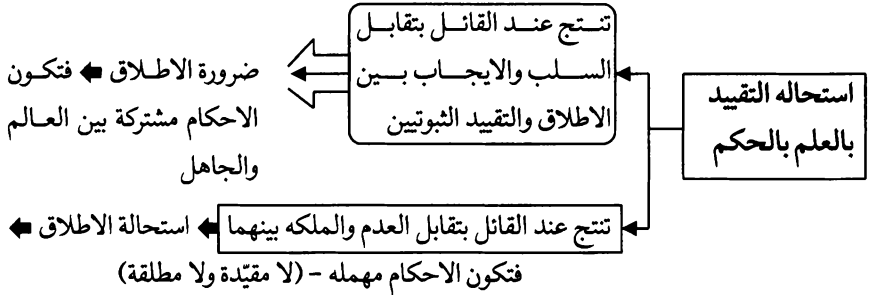 استحاله التقييد
بالعلم بالحكم
تنتج عند القائل بتقابل
السلب والايجاب بين
الاطلاق والتقييد الثبوتيين
ضرورة الاطلاق فتكون
الاحكام مشتركة بين العالم
والجاهل
تنتج عند القائل بتقابل العدم والملكه بينهما استحالة الاطلاق
فتكون الاحكام مهمله - (لا مقيّدة ولا مطلقة)